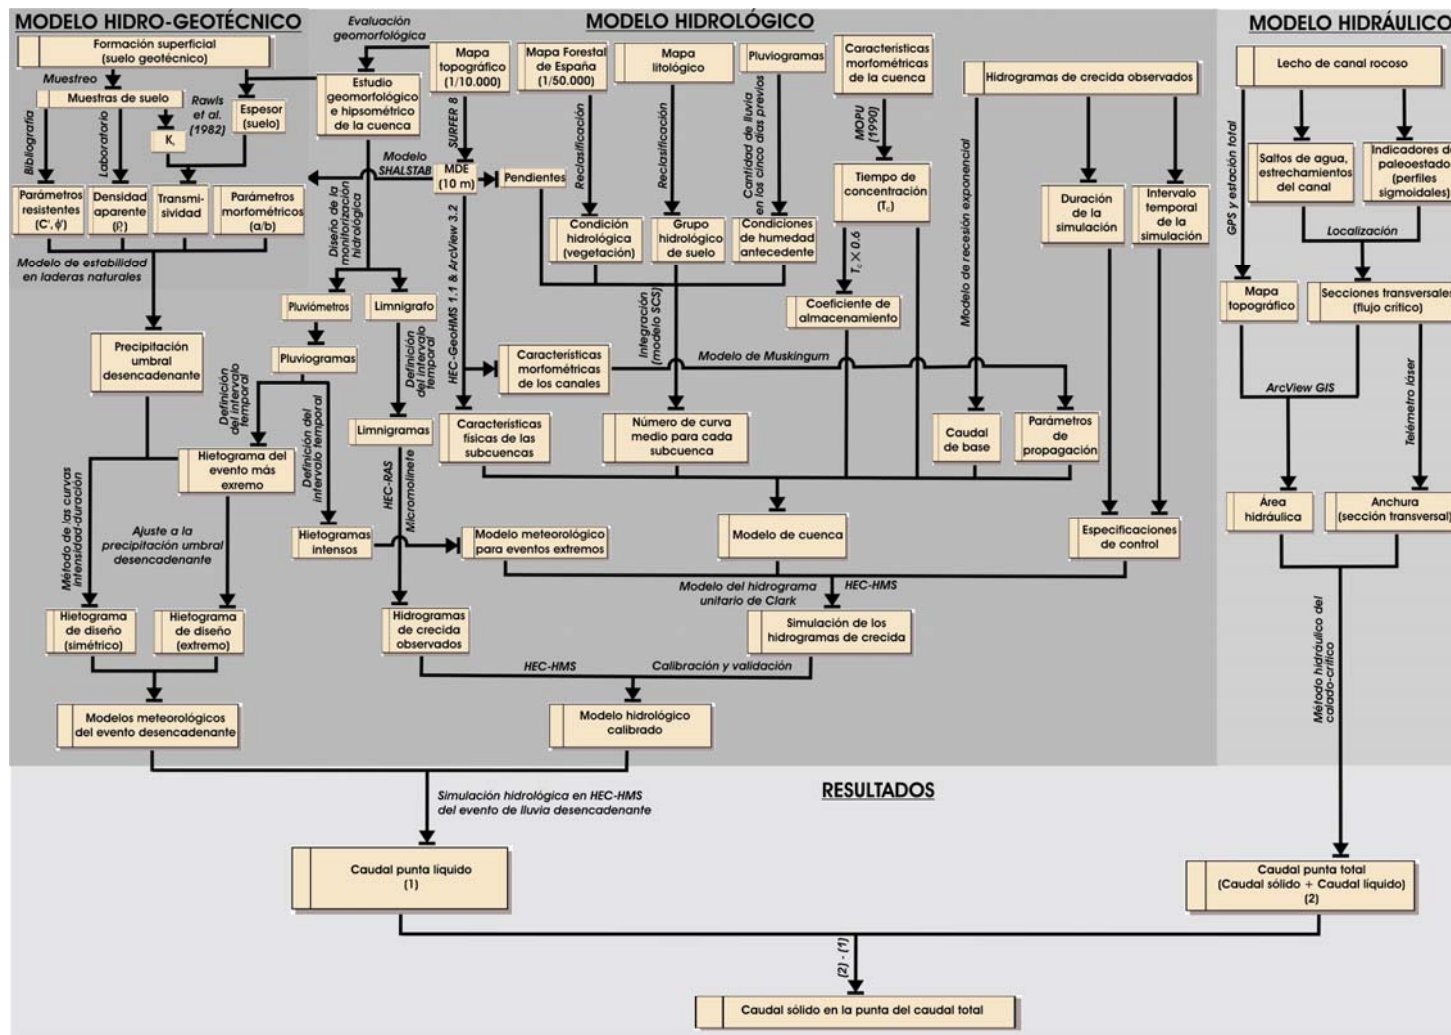 MODELO HIDRO-GEOTÉCNICO
Formación superficial
(suelo geotécnico)
Muestreo
Muestras de suelo
Rawls
et al.
(1982)
Espesor
(suelo)
Bibliografía
Laboratorio
Parámetros
resistentes
Densidad
aparente
Transmi-
sividad
Parámetros
morfométricos
(a/b)
Modelo de estabilidad
en laderas naturales
Precipitación
umbral
desencadenante
Definición
del intervalo
temporal
Hietograma del
evento más
exremo
Método de las curvas
intensidad-duración
Ajuste a la
precipitación umbral
desencadenante
Hietograma
de diseño
(simétrico)
Hietograma
de diseño
(extremo)
Modelos meteorológicos
del evento desencadenante
MODELO HIDROLÓGICO
Evaluación
geomorfológica
Estudio
geomorfológico
e hipsométrico
de la cuenca
Modelo
SHALSTAB
Diseño de la
monitorización
hidrológica
Pluviómetros
Limnigrafo
Pluviogramas
Definición del
intervalo temporal
Definición
del intervalo
temporal
Limnigramas
Hietogramas
intensos
HEC-RAS
Micromolinete
Hidrogramas
de crecida
observados
Mapa
topográfico
(1/10.000)
SURFER 8
MDE
(10 m)
Pendientes
HEC-GeoHMS 1.1 & ArcView 3.2
Características
morfométricas
de los canales
Características
físicas de las
subcuencas
Mapa Forestal
de España
(1/50.000)
Reclasificación
Condición
hidrológica
(vegetación)
Mapa
litológico
Reclasificación
Grupo
hidrológico
de suelo
Pluviogramas
Cantidad de lluvia
en los cinco días previos
Condiciones
de humedad
antecedente
Integración
(modelo SCS)
Número de curva
medio para cada
subcuenca
Características
morfométricas
de la cuenca
MOPU
(1990)
Tiempo de
concentración
(Tc)
Tc X 0.6
Coeficiente de
almacenamiento
Modelo de Muskingum
Hidrogramas de crecida observados
Modelo de recesión exponencial
Duración
de la
simulación
Intervalo
temporal
de la
simulación
Caudal
de base
Parámetros
de
propagación
Modelo meteorológico
para eventos extremos
Modelo de cuenca
Especificaciones
de control
Modelo del hidrograma
unitario de Clark
HEC-HMS
Simulación de los
hidrogramas de crecida
HEC-HMS
Calibración y validación
Modelo hidrológico
calibrado
MODELO HIDRÁULICO
Lecho de canal rocoso
GPS y estación total
Saltos de agua,
estrechamientos
del canal
Indicadores de
paleoestado
(perfiles
sigmoidales)
Localización
Mapa
topográfico
Secciones transversales
(flujo crítico)
ArcView GIS
Telémetro láser
Área
hidráulica
Anchura
(sección transversal)
Método hidráulico del
calado-crítico
RESULTADOS
Simulación hidrológica en HEC-HMS
del evento de lluvia desencadenante
Caudal punta líquido
(1)
Caudal punta total
(Caudal sólido + Caudal líquido)
(2)
(2) - (1)
Caudal sólido en la punta del caudal total